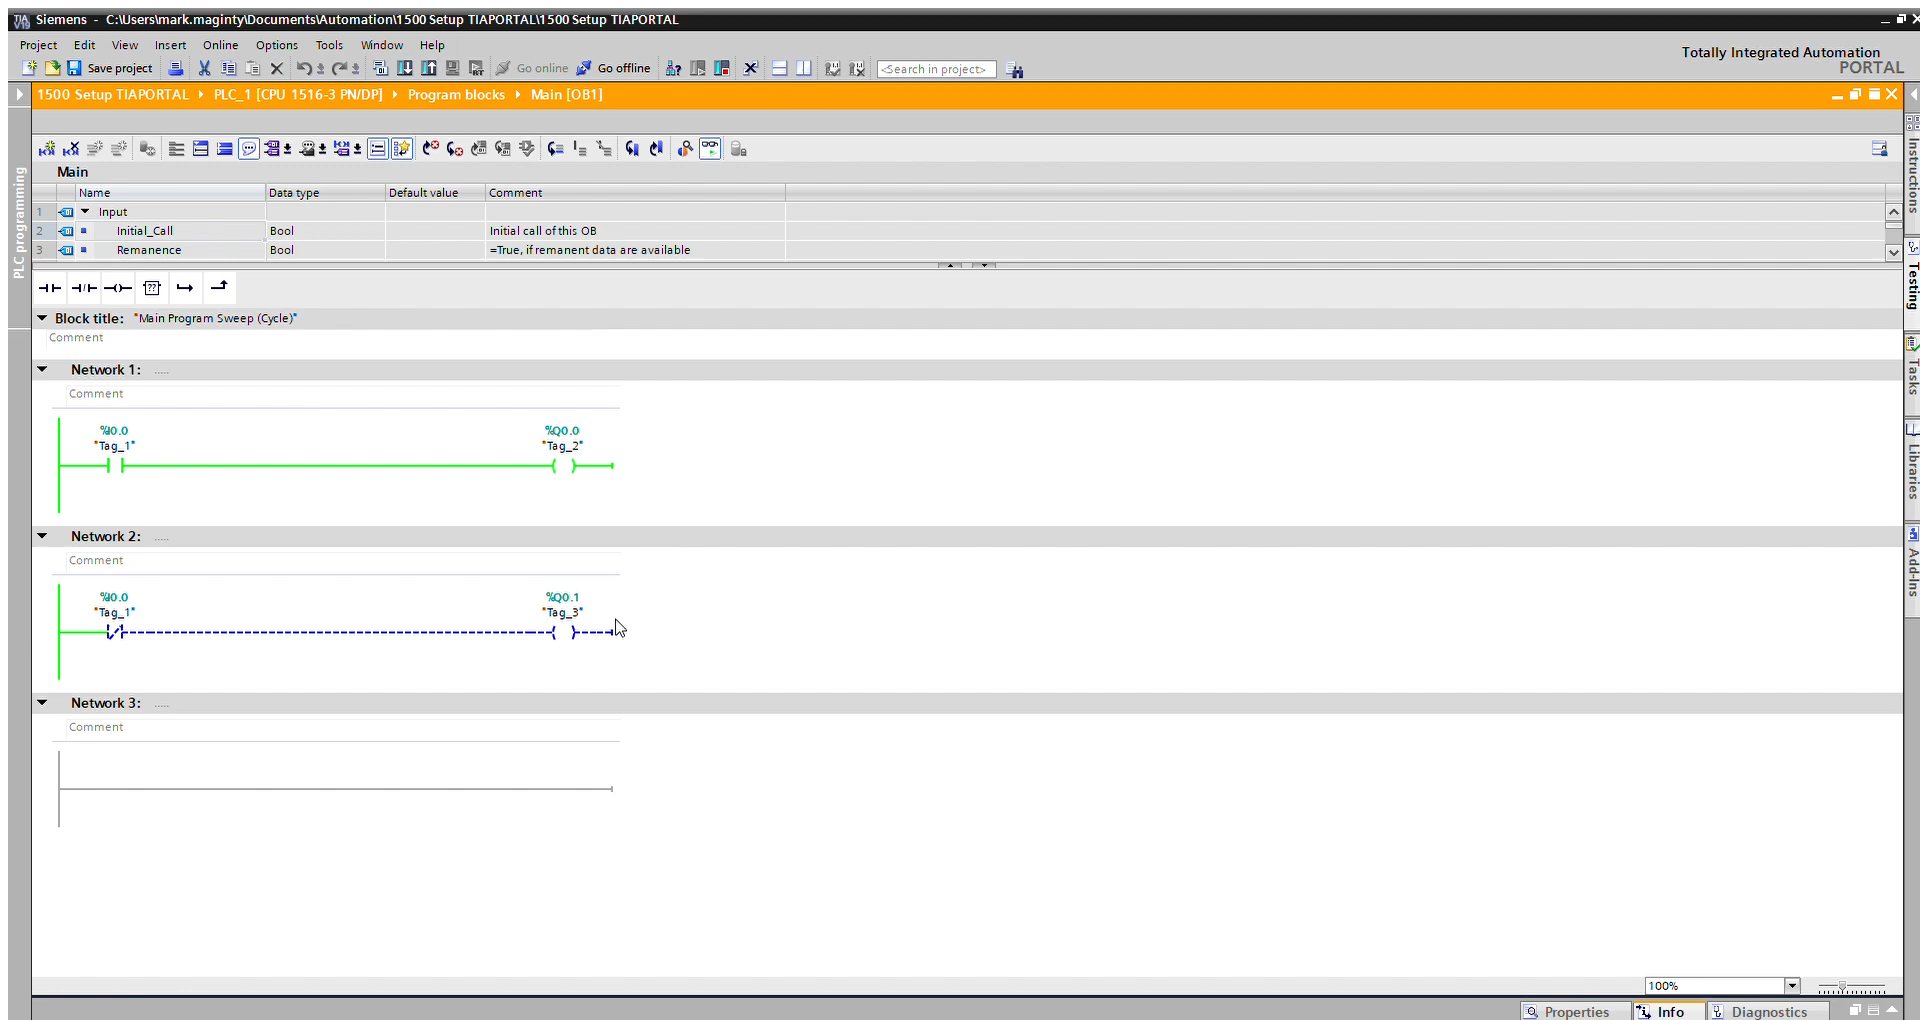 TIA V19 Siemens - C:\Users\mark.maginty\Documents\Automation\1500 Setup TIAPORTAL\1500 Setup TIAPORTAL
Project Edit View Insert Online Options Tools Window Help
Totally Integrated Automation
PORTAL
Save project Go online Go offline <Search in project>
1500 Setup TIAPORTAL PLC_1 [CPU 1516-3 PN/DP] Program blocks Main [OB1]
PLC programming
Main
Name Data type Default value Comment
1 Input
2 Initial_Call Bool Initial call of this OB
3 Remanence Bool =True, if remanent data are available
??
Block title: "Main Program Sweep (Cycle)"
Comment
Network 1: .....
Comment
%I0.0 %Q0.0
"Tag_1" "Tag_2"
Network 2: .....
Comment
%I0.0 %Q0.1
"Tag_1" "Tag_3"
Network 3: .....
Comment
100%
Properties Info Diagnostics
Instructions
Testing
Tasks
Libraries
Add-Ins